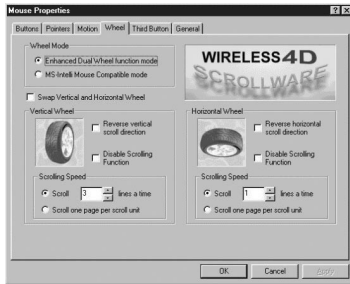 Mouse Properties
Buttons Pointers Motion Wheel Third Button General
Wheel Mode
Enhanced Dual Wheel function mode
MS-Intelli Mouse Compatible mode
WIRELESS 4D
SCROLLWARE
Swap Vertical and Horizontal Wheel
Vertical Wheel
Reverse vertical
scroll direction
Disable Scrolling
Function
Scrolling Speed
Scroll 3 lines a time
Scroll one page per scroll unit
Horizontal Wheel
Reverse horizontal
scroll direction
Disable Scrolling
Function
Scrolling Speed
Scroll 1 lines a time
Scroll one page per scroll unit
OK Cancel Apply